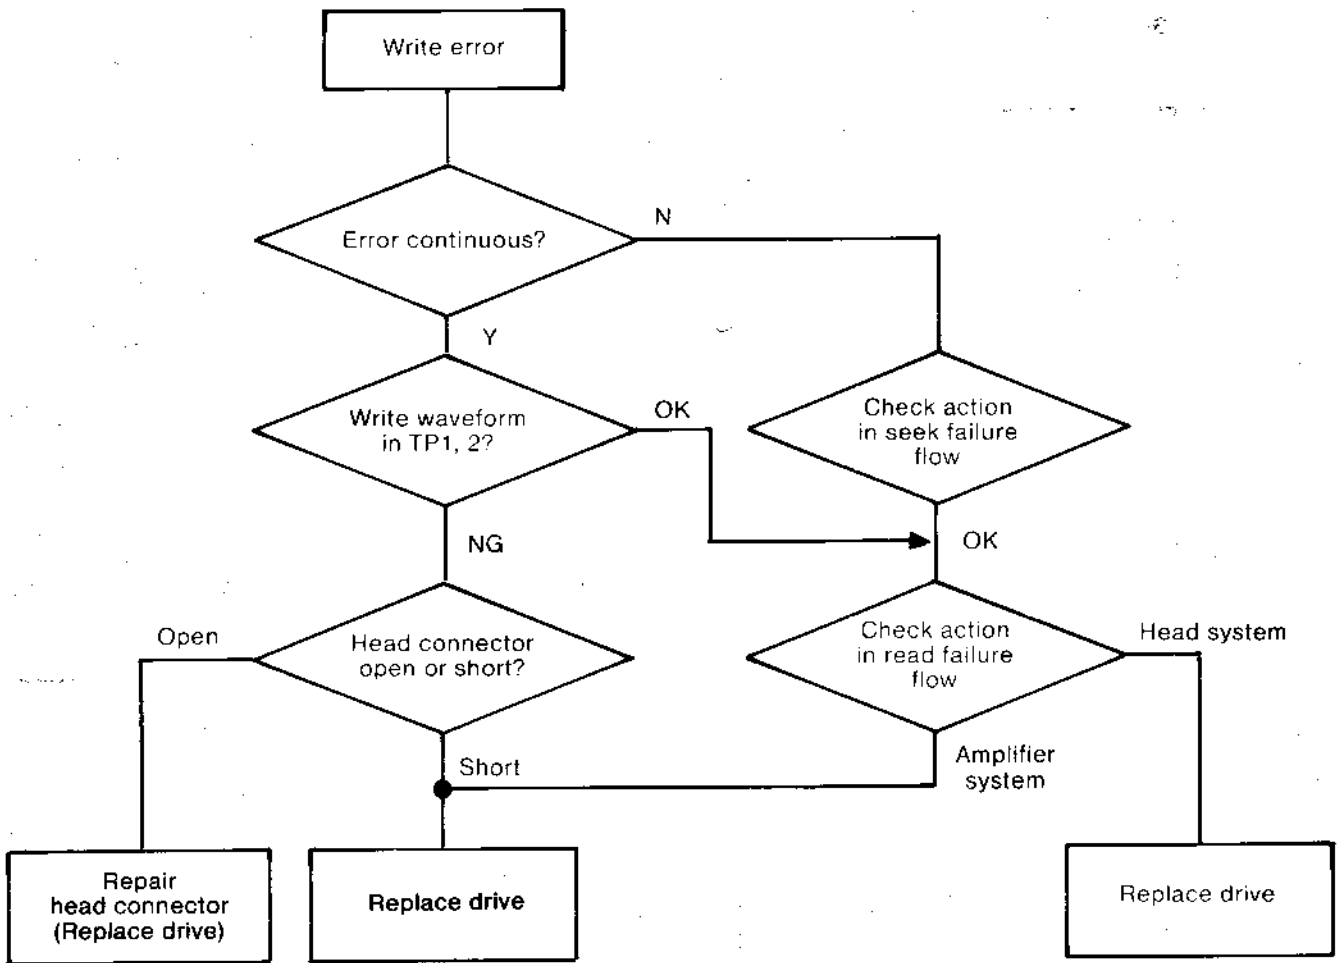 Write error
Error continuous?
N
Y
Write waveform
in TP1, 2?
OK
Check action
in seek failure
flow
NG
OK
Open
Head connector
open or short?
Check action
in read failure
flow
Head system
Short
Amplifier
system
Repair
head connector
(Replace drive)
Replace drive
Replace drive